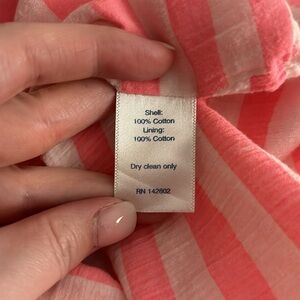 Shell:
100% Cotton
Lining:
100% Cotton
Dry clean only
RN 142602